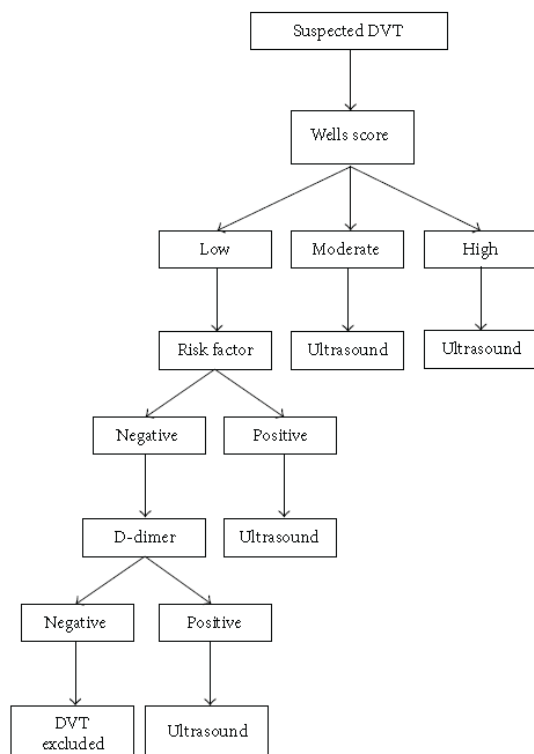 Suspected DVT
Wells score
Low
Moderate
High
Risk factor
Ultrasound
Ultrasound
Negative
Positive
D-dimer
Ultrasound
Negative
Positive
DVT
excluded
Ultrasound